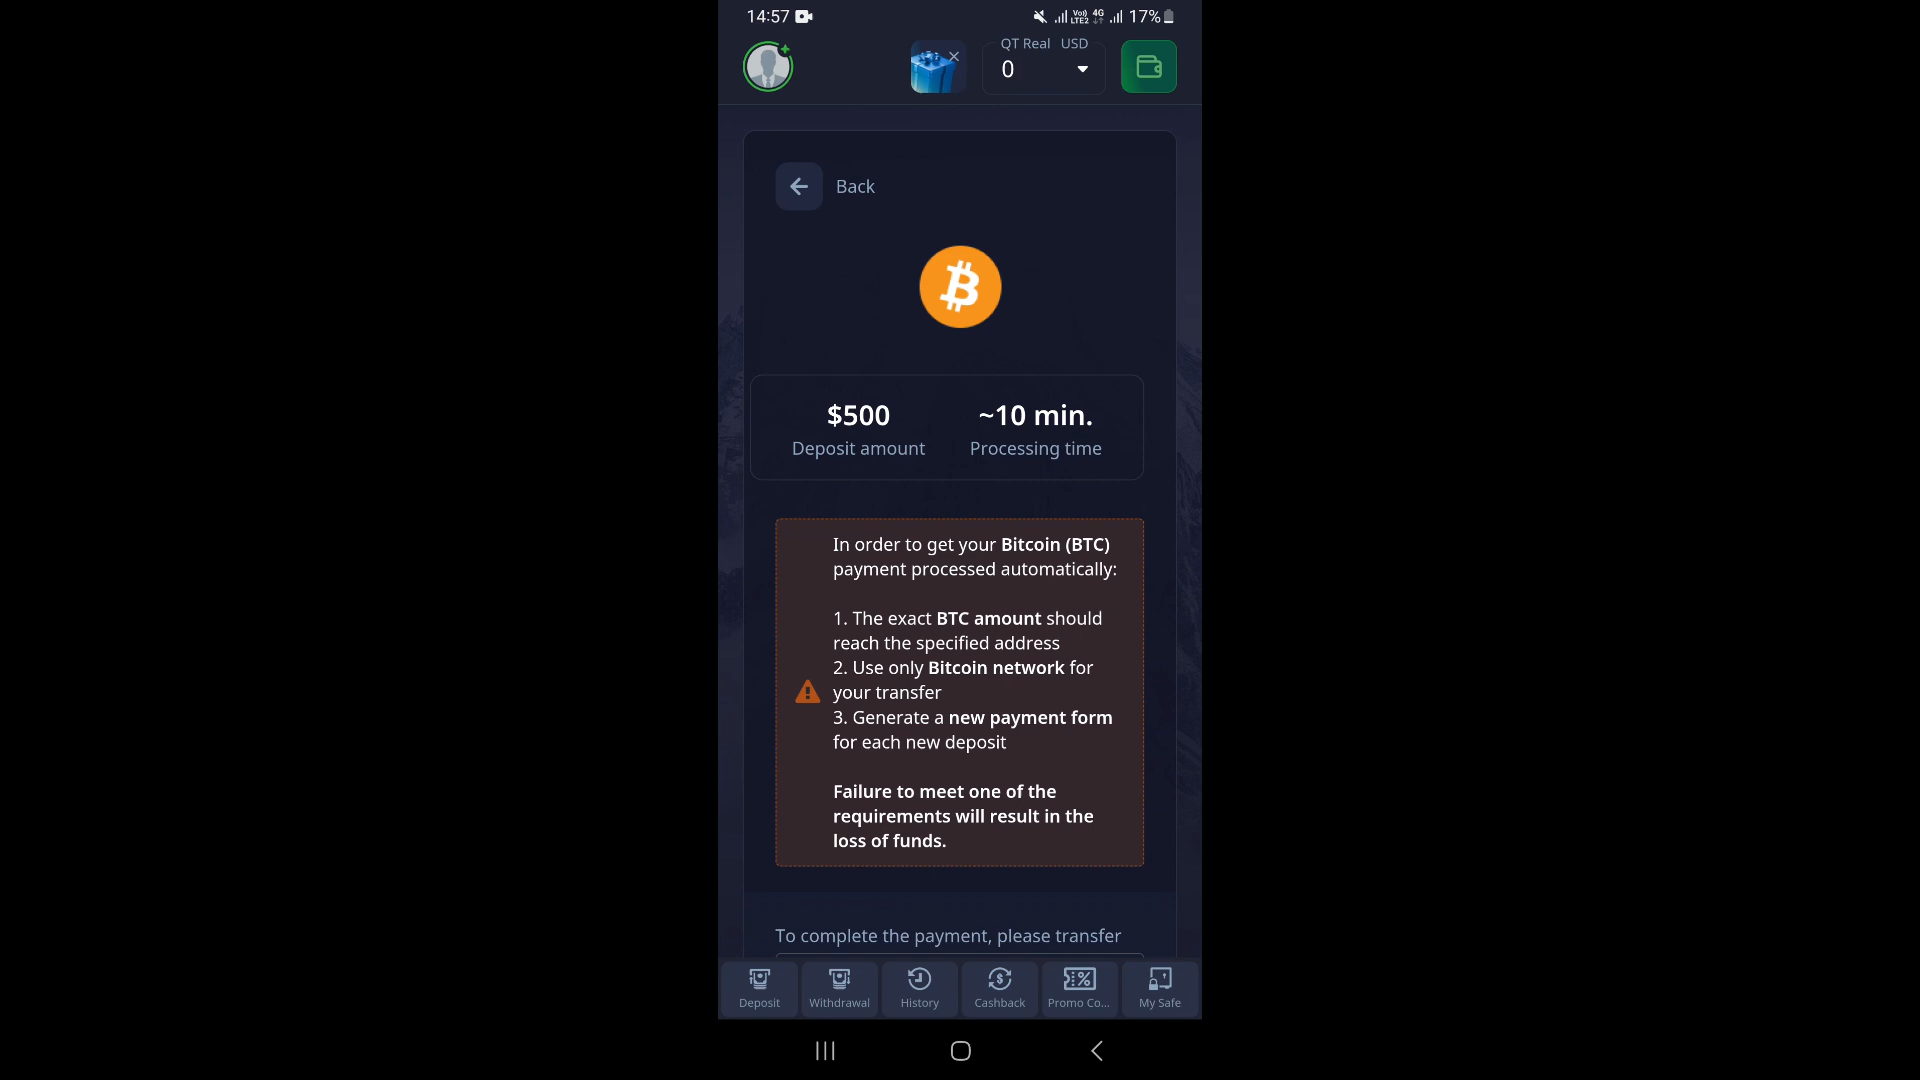 14:57
Vo)) 4G 17%
LTE2
QT Real USD
0
Back
$500
~10 min.
Deposit amount
Processing time
In order to get your Bitcoin (BTC)
payment processed automatically:
1. The exact BTC amount should
reach the specified address
2. Use only Bitcoin network for
your transfer
3. Generate a new payment form
for each new deposit
Failure to meet one of the
requirements will result in the
loss of funds.
To complete the payment, please transfer
Deposit
Withdrawal
History
Cashback
Promo Co...
My Safe